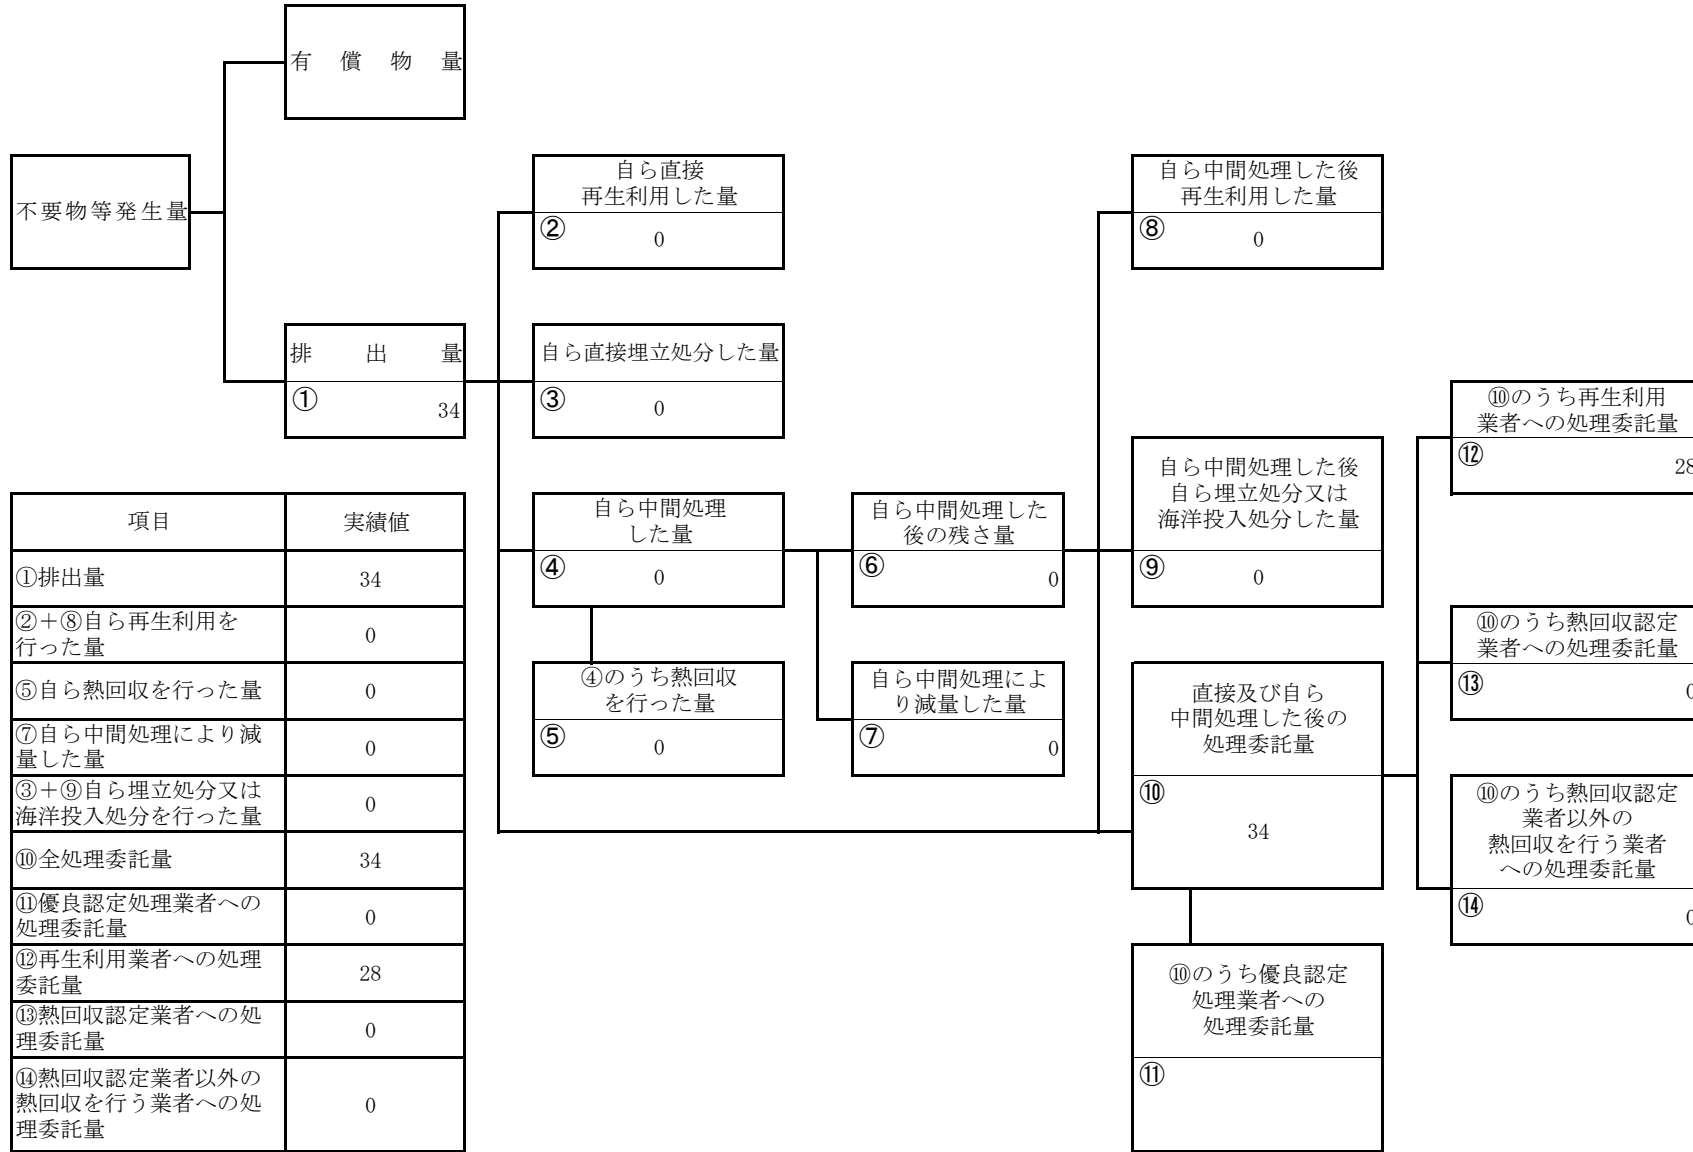 有償物量
不要物等発生量
排出量
①
34
自ら直接
再生利用した量
②
0
自ら直接埋立処分した量
③
0
自ら中間処理
した量
④
0
④のうち熱回収
を行った量
⑤
0
自ら中間処理した
後の残さ量
⑥
0
自ら中間処理によ
り減量した量
⑦
0
自ら中間処理した後
再生利用した量
⑧
0
自ら中間処理した後
自ら埋立処分又は
海洋投入処分した量
⑨
0
直接及び自ら
中間処理した後の
処理委託量
⑩
34
⑩のうち優良認定
処理業者への
処理委託量
⑪
⑩のうち再生利用
業者への処理委託量
⑫
28
⑩のうち熱回収認定
業者への処理委託量
⑬
0
⑩のうち熱回収認定
業者以外の
熱回収を行う業者
への処理委託量
⑭
0
項目 実績値
①排出量 34
②+⑧自ら再生利用を
行った量 0
⑤自ら熱回収を行った量 0
⑦自ら中間処理により減
量した量 0
③+⑨自ら埋立処分又は
海洋投入処分を行った量 0
⑩全処理委託量 34
⑪優良認定処理業者への
処理委託量 0
⑫再生利用業者への処理
委託量 28
⑬熱回収認定業者への処
理委託量 0
⑭熱回収認定業者以外の
熱回収を行う業者への処
理委託量 0